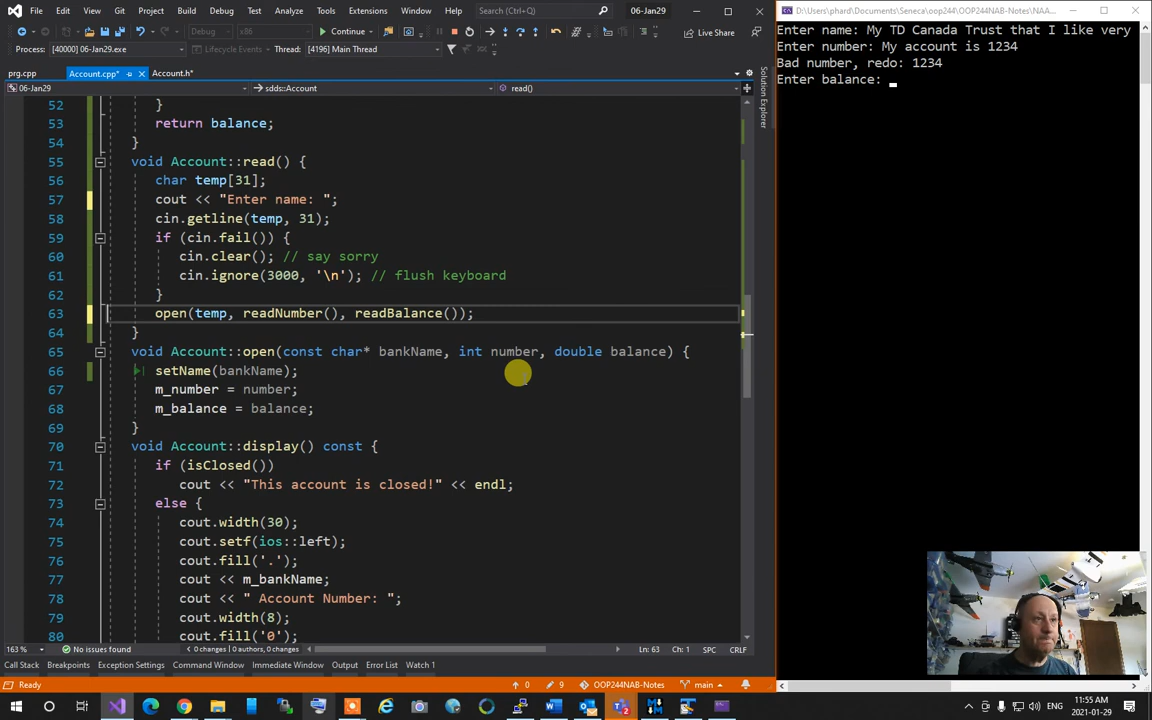 File Edit View Git Project Build Debug Test Analyze Tools Extensions Window Help Search (Ctrl+Q) 06-Jan29
Debug x86 Continue Live Share
Process: [40000] 06-Jan29.exe Lifecycle Events Thread: [4196] Main Thread
prg.cpp Account.cpp* Account.h*
06-Jan29 sdds::Account read()
52 }
53 return balance;
54 }
55 void Account::read() {
56 char temp[31];
57 cout << "Enter name: ";
58 cin.getline(temp, 31);
59 if (cin.fail()) {
60 cin.clear(); // say sorry
61 cin.ignore(3000, '\n'); // flush keyboard
62 }
63 open(temp, readNumber(), readBalance());
64 }
65 void Account::open(const char* bankName, int number, double balance) {
66 setName(bankName);
67 m_number = number;
68 m_balance = balance;
69 }
70 void Account::display() const {
71 if (isClosed())
72 cout << "This account is closed!" << endl;
73 else {
74 cout.width(30);
75 cout.setf(ios::left);
76 cout.fill('.');
77 cout << m_bankName;
78 cout << " Account Number: ";
79 cout.width(8);
80 cout.fill('0');
163 % No issues found 0 changes | 0 authors, 0 changes Ln: 63 Ch: 1 SPC CRLF
Call Stack Breakpoints Exception Settings Command Window Immediate Window Output Error List Watch 1
Ready 0 9 OOP244NAB-Notes main
Solution Explorer
D:\Users\phard\Documents\Seneca\oop244\OOP244NAB-Notes\NAA...
Enter name: My TD Canada Trust that I like very
Enter number: My account is 1234
Bad number, redo: 1234
Enter balance:
ENG 11:55 AM 2021-01-29